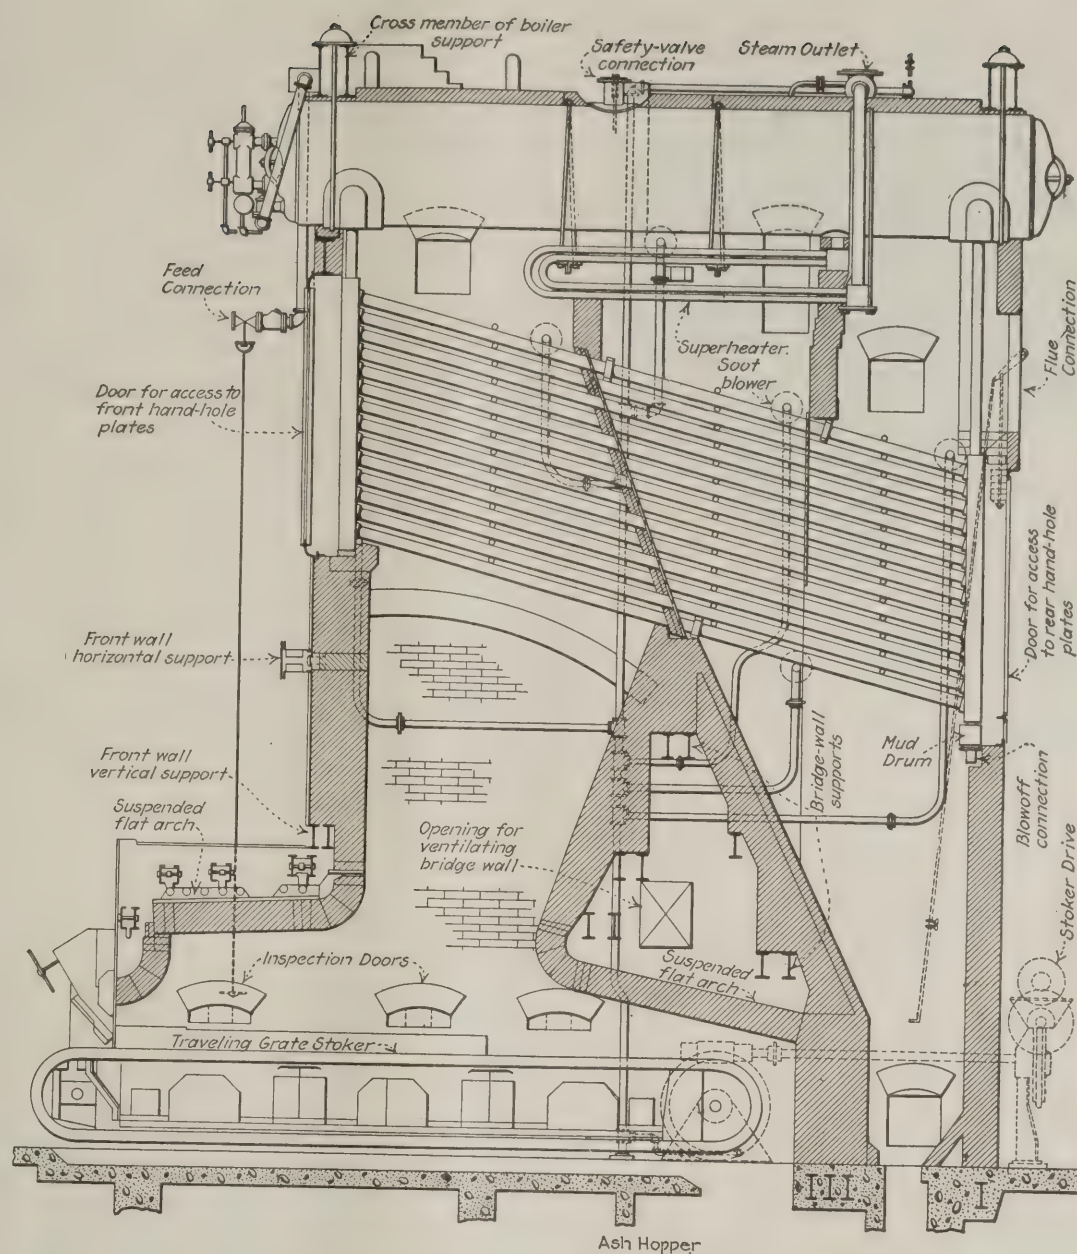 Cross member of boiler
support
Safety-valve
connection
Steam Outlet
Feed
Connection
Superheater.
Soot
blower
Flue
Connection
Door for access to
front hand-hole
plates
Door for access
to rear hand-hole
plates
Front wall
horizontal support
Front wall
vertical support
Mud
Drum
Bridge-wall
supports
Blowoff
connection
Suspended
flat arch
Opening for
ventilating
bridge wall
Stoker Drive
Inspection Doors
Suspended
flat arch
Traveling Grate Stoker
Ash Hopper